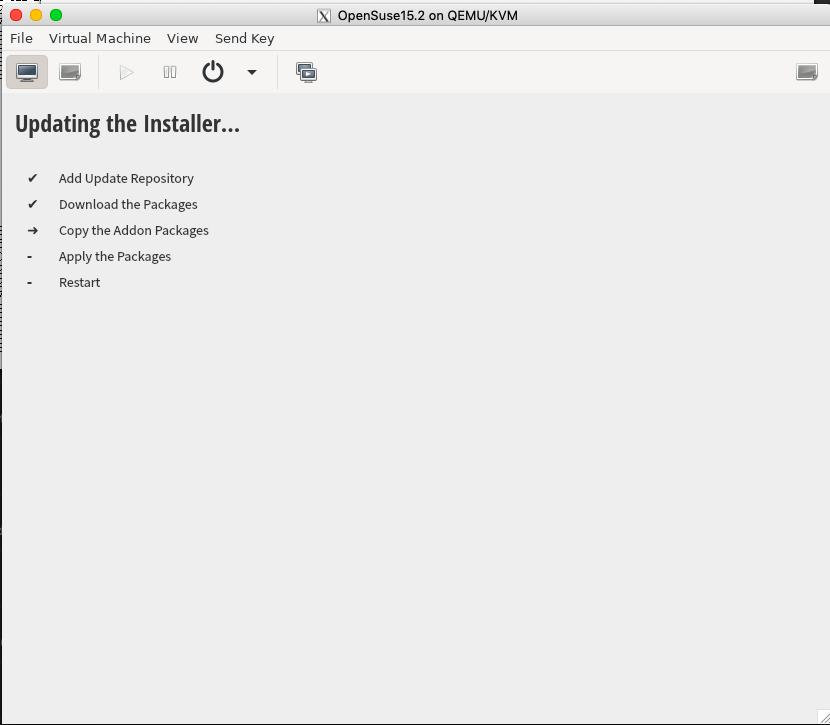 OpenSuse15.2 on QEMU/KVM
File Virtual Machine View Send Key
Updating the Installer...
✔ Add Update Repository
✔ Download the Packages
➜ Copy the Addon Packages
- Apply the Packages
- Restart